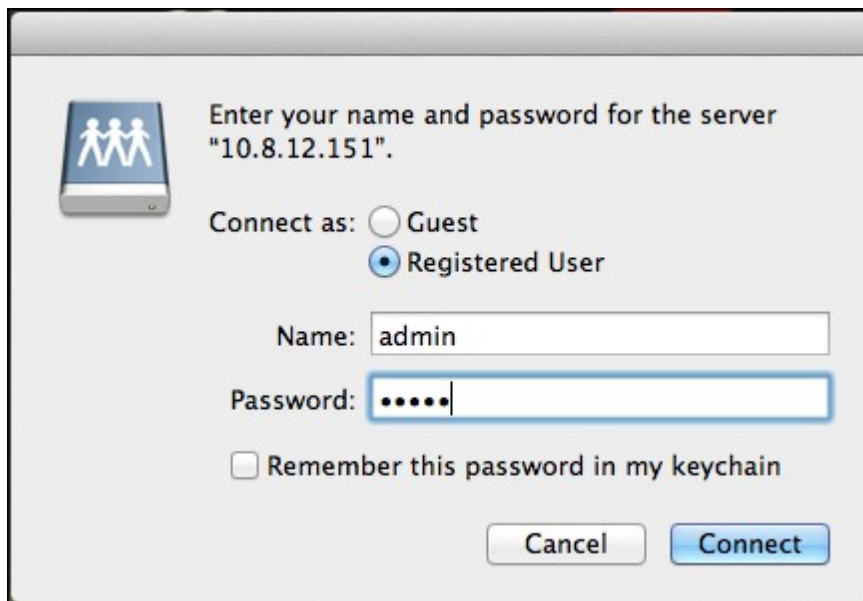 Enter your name and password for the server
“10.8.12.151”.
Connect as: Guest
Registered User
Name: admin
Password: •••••
Remember this password in my keychain
Cancel Connect